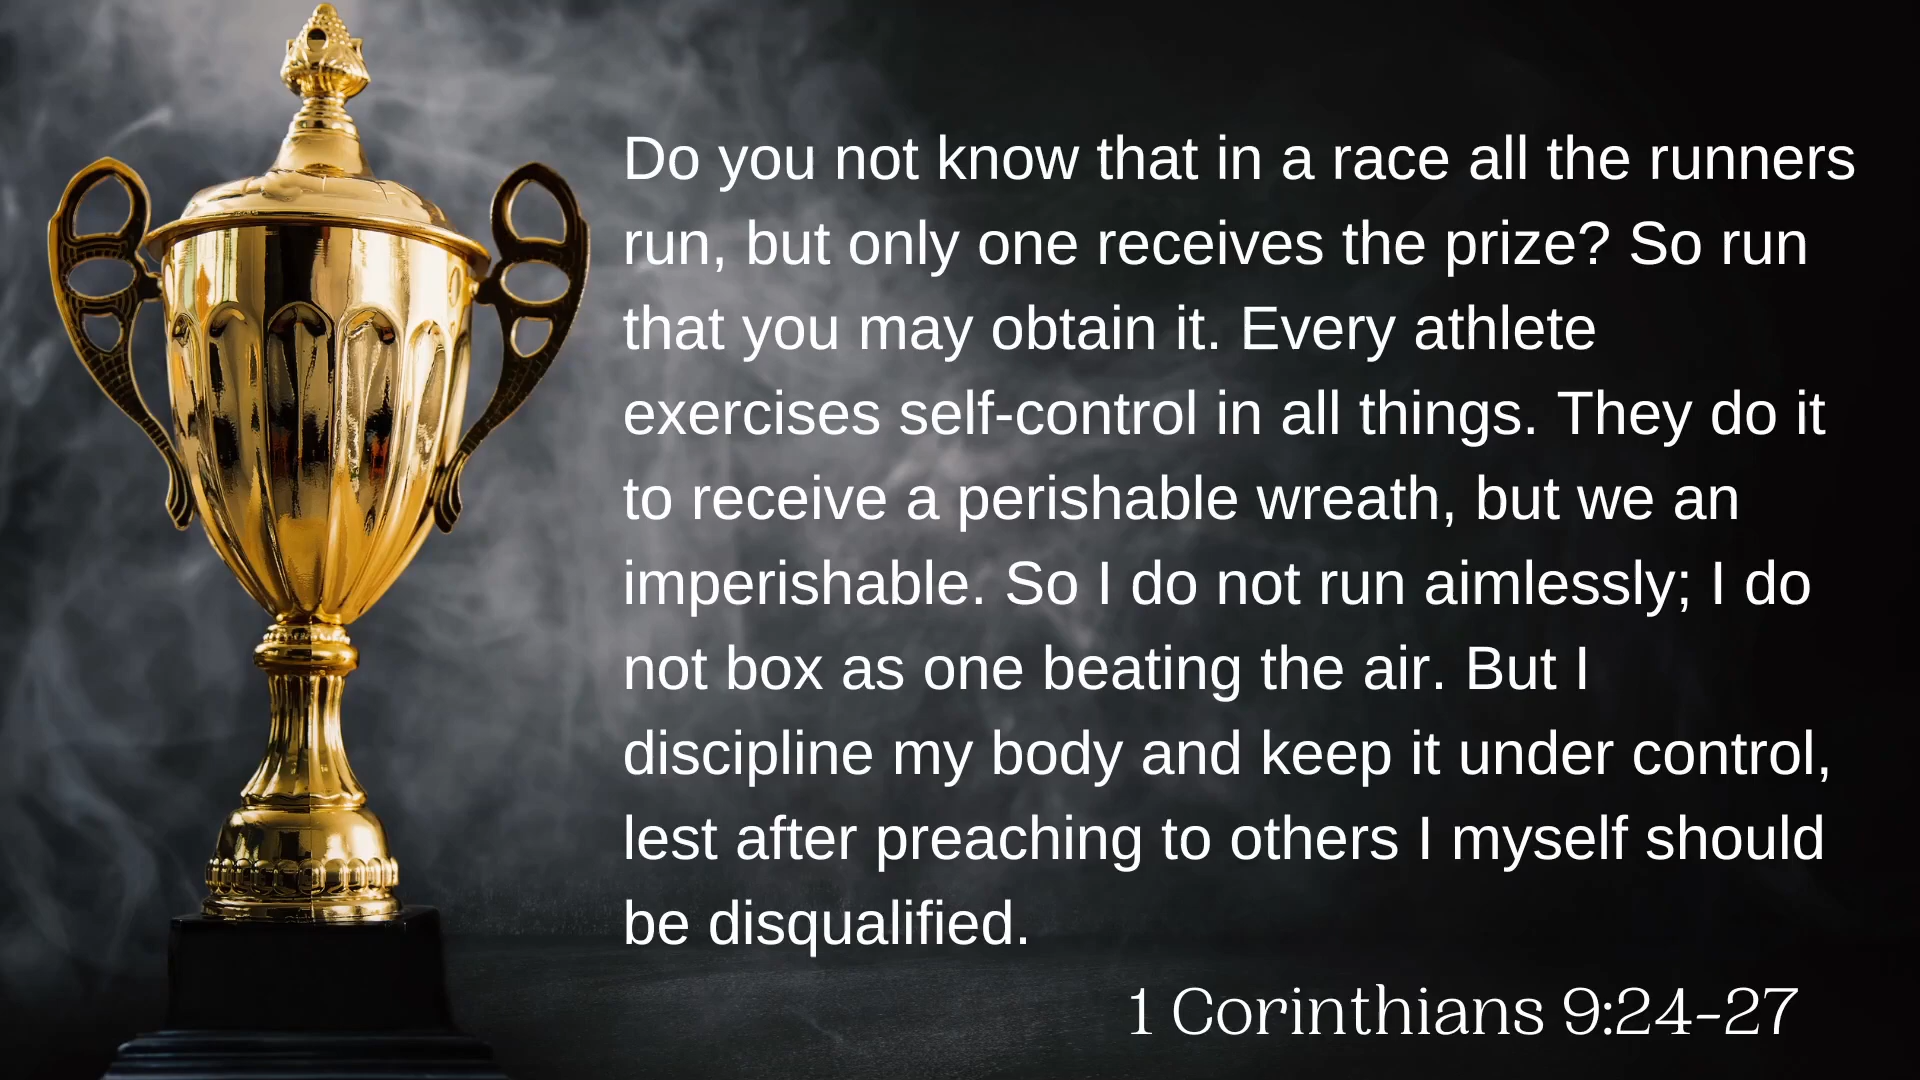 Do you not know that in a race all the runners
run, but only one receives the prize? So run
that you may obtain it. Every athlete
exercises self-control in all things. They do it
to receive a perishable wreath, but we an
imperishable. So I do not run aimlessly; I do
not box as one beating the air. But I
discipline my body and keep it under control,
lest after preaching to others I myself should
be disqualified.
1 Corinthians 9:24-27